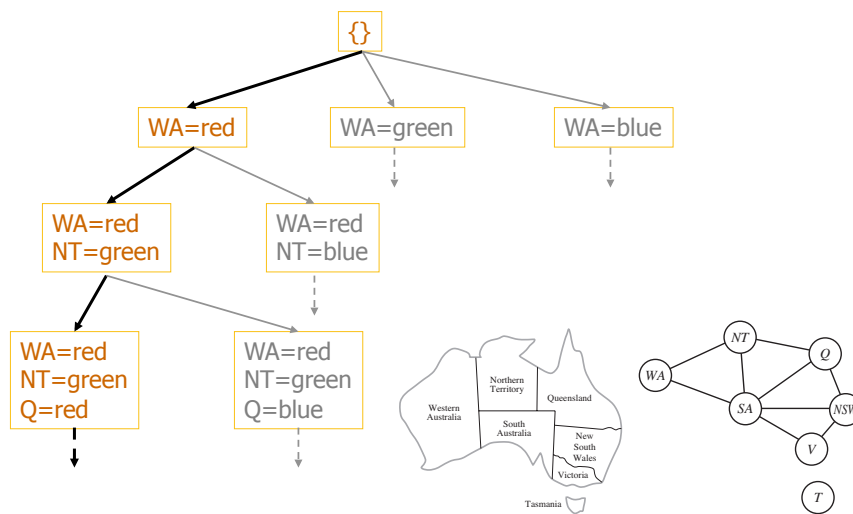 {}
WA=red
WA=green
WA=blue
WA=red
NT=green
WA=red
NT=blue
WA=red
NT=green
Q=red
WA=red
NT=green
Q=blue
Western
Australia
Northern
Territory
Queensland
South
Australia
New
South
Wales
Victoria
Tasmania
NT
Q
WA
SA
NSW
V
T